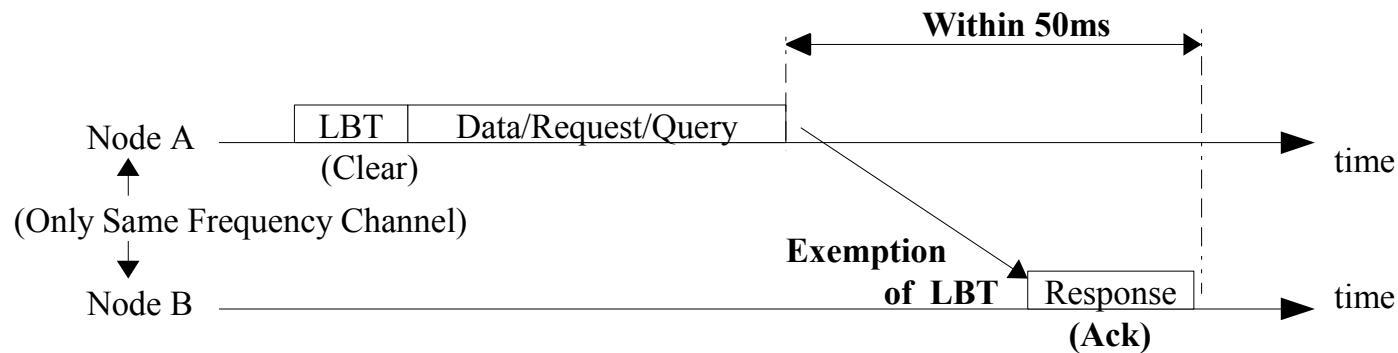 Within 50ms
Node A
LBT
Data/Request/Query
time
(Clear)
(Only Same Frequency Channel)
Exemption
of LBT
Node B
Response
time
(Ack)